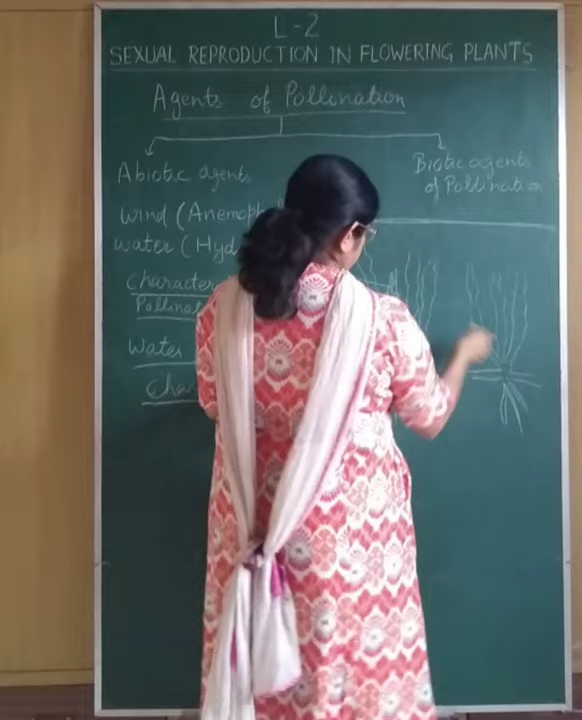 L-2
SEXUAL REPRODUCTION IN FLOWERING PLANTS
Agents of Pollination
Abiotic agents
Biotic agents
of Pollination
wind (Anemoph
water (Hyd
Character
Pollinat
Water
Cha